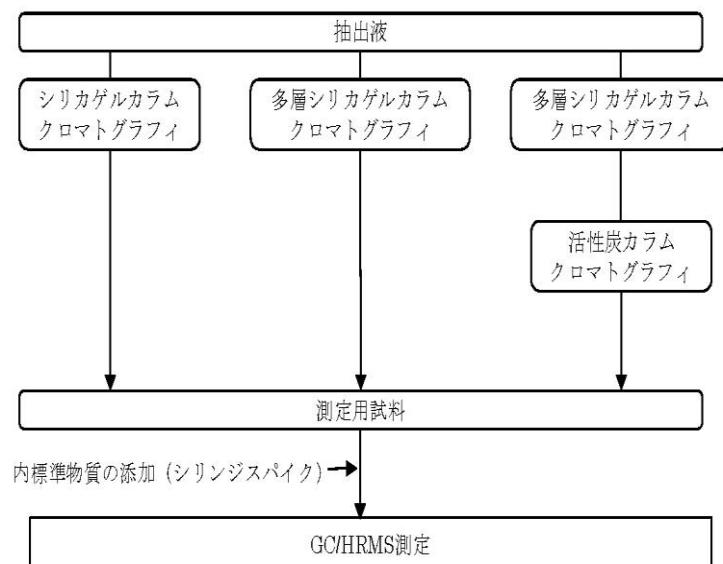 抽出液
シリカゲルカラム
クロマトグラフィ
多層シリカゲルカラム
クロマトグラフィ
多層シリカゲルカラム
クロマトグラフィ
活性炭カラム
クロマトグラフィ
測定用試料
内標準物質の添加（シリンジスパイク）
GC/HRMS測定